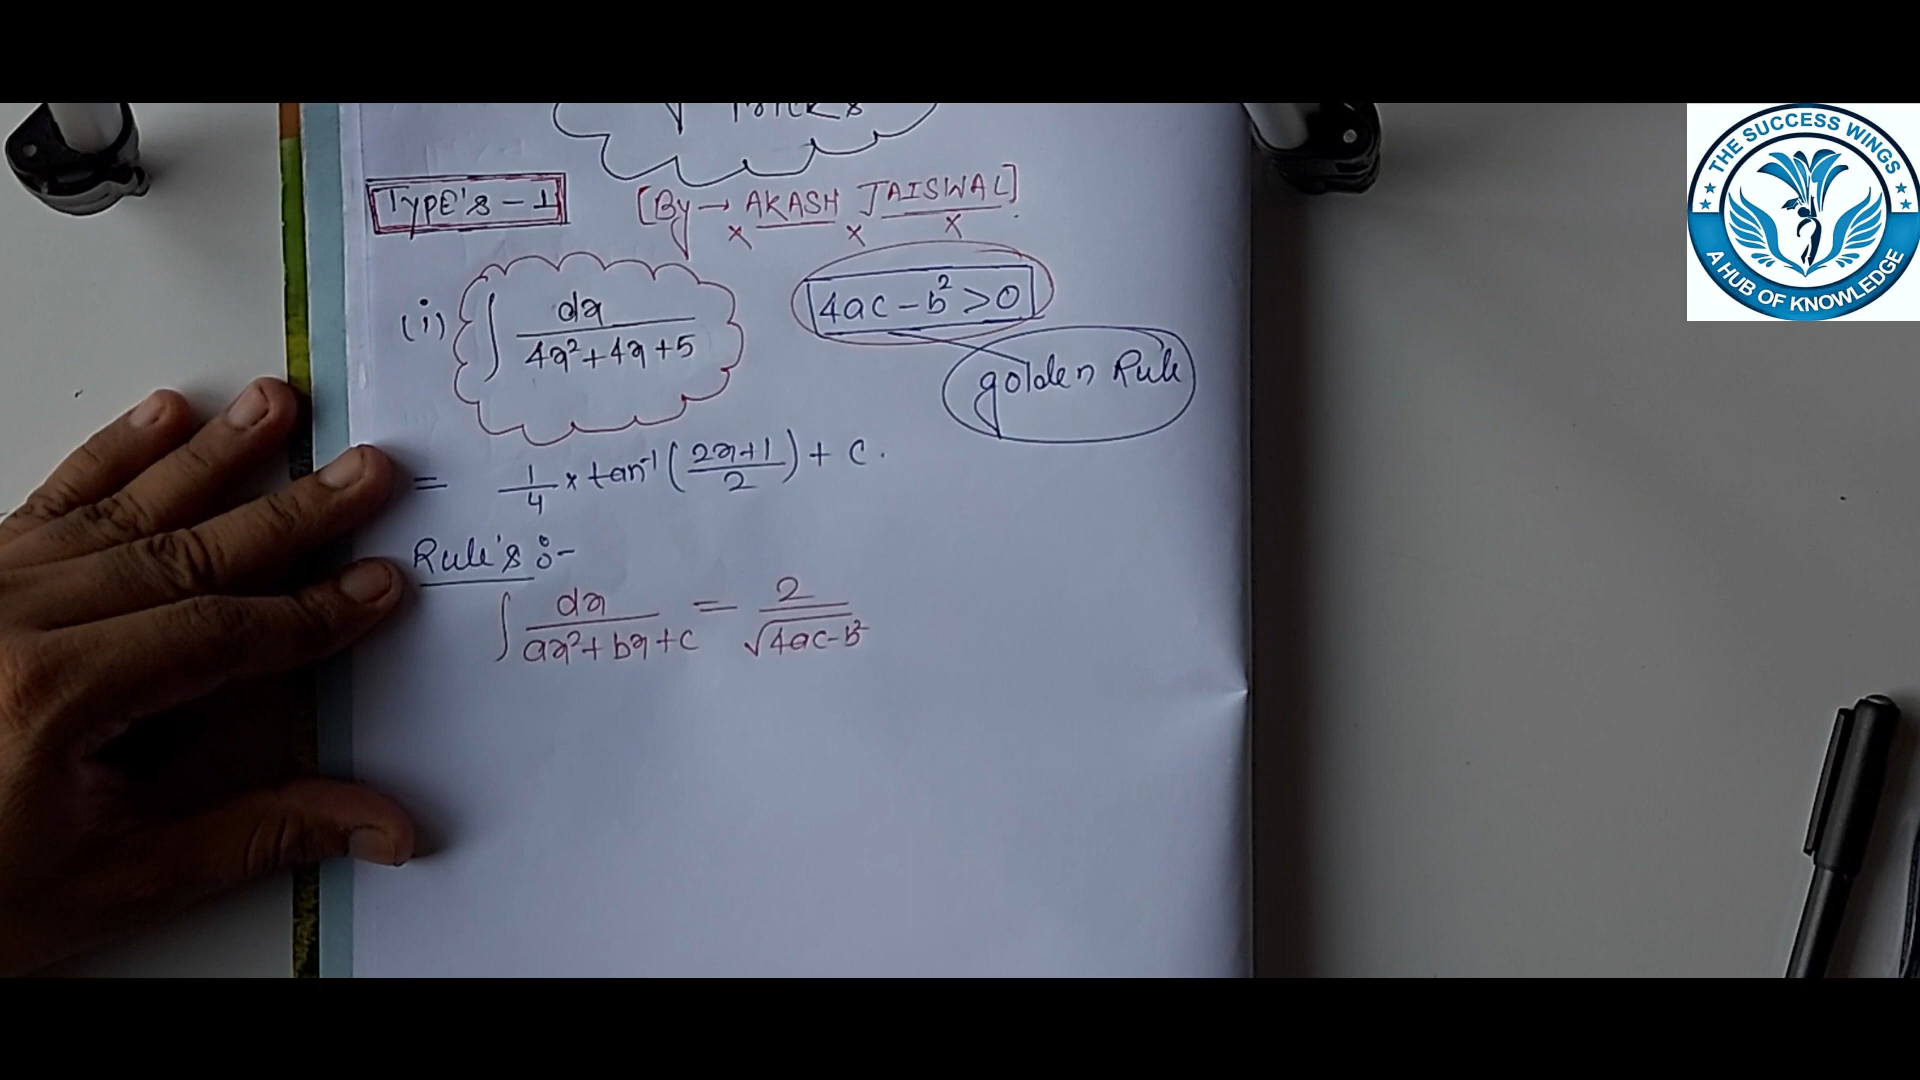 Tricks
TYPE'S - 1
[By → AKASH JAISWAL]
x x x
(i) ∫ dx / 4x² + 4x + 5
4ac - b² > 0
golden Rule
= 1/4 × tan⁻¹ (2x+1 / 2) + c.
Rule's :-
∫ dx / ax² + bx + c = 2 / √4ac - b²
THE SUCCESS WINGS
A HUB OF KNOWLEDGE